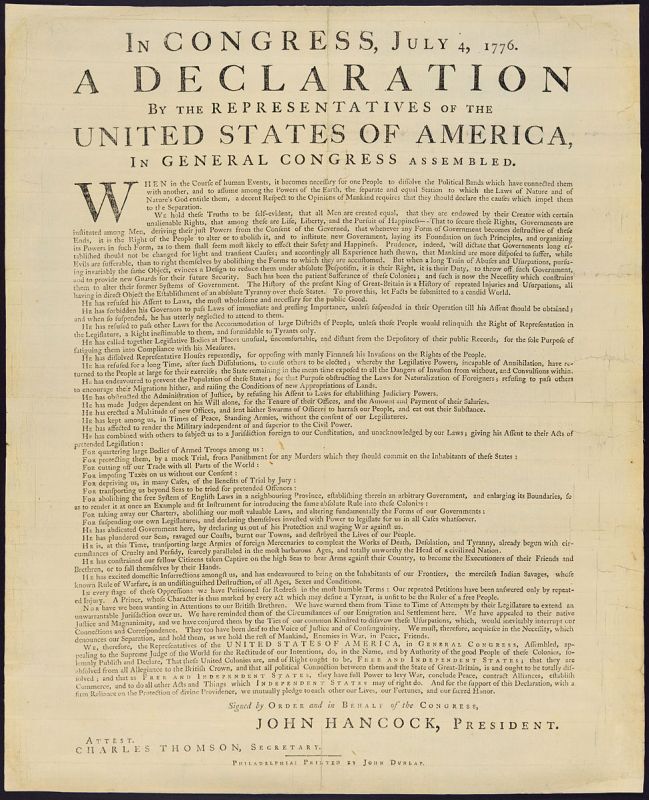 IN CONGRESS, JULY 4, 1776.
A DECLARATION
BY THE REPRESENTATIVES OF THE
UNITED STATES OF AMERICA,
IN GENERAL CONGRESS ASSEMBLED.
WHEN in the Course of human Events, it becomes necessary for one People to dissolve the Political Bands which have connected them
with another, and to assume among the Powers of the Earth, the separate and equal Station to which the Laws of Nature and of
Nature's God entitle them, a decent Respect to the Opinions of Mankind requires that they should declare the causes which impel them
to the Separation.
WE hold these Truths to be self-evident, that all Men are created equal, that they are endowed by their Creator with certain
unalienable Rights, that among these are Life, Liberty, and the Pursuit of Happiness--That to secure these Rights, Governments are
instituted among Men, deriving their just Powers from the Consent of the Governed, that whenever any Form of Government becomes destructive of these
Ends, it is the Right of the People to alter or to abolish it, and to institute new Government, laying its Foundation on such Principles, and organizing
its Powers in such Form, as to them shall seem most likely to effect their Safety and Happiness. Prudence, indeed, will dictate that Governments long es-
tablished should not be changed for light and transient Causes; and accordingly all Experience hath shewn, that Mankind are more disposed to suffer, while
Evils are sufferable, than to right themselves by abolishing the Forms to which they are accustomed. But when a long Train of Abuses and Usurpations, pursu-
ing invariably the same Object, evinces a Design to reduce them under absolute Despotism, it is their Right, it is their Duty, to throw off such Government,
and to provide new Guards for their future Security. Such has been the patient Sufferance of these Colonies; and such is now the Necessity which constrains
them to alter their former Systems of Government. The History of the present King of Great-Britain is a History of repeated Injuries and Usurpations, all
having in direct Object the Establishment of an absolute Tyranny over these States. To prove this, let Facts be submitted to a candid World.
HE has refused his Assent to Laws, the most wholesome and necessary for the public Good.
HE has forbidden his Governors to pass Laws of immediate and pressing Importance, unless suspended in their Operation till his Assent should be obtained;
and when so suspended, he has utterly neglected to attend to them.
HE has refused to pass other Laws for the Accommodation of large Districts of People, unless those People would relinquish the Right of Representation in
the Legislature, a Right inestimable to them, and formidable to Tyrants only.
HE has called together Legislative Bodies at Places unusual, uncomfortable, and distant from the Depository of their public Records, for the sole Purpose of
fatiguing them into Compliance with his Measures.
HE has dissolved Representative Houses repeatedly, for opposing with manly Firmness his Invasions on the Rights of the People.
HE has refused for a long Time, after such Dissolutions, to cause others to be elected; whereby the Legislative Powers, incapable of Annihilation, have re-
turned to the People at large for their exercise; the State remaining in the mean time exposed to all the Dangers of Invasion from without, and Convulsions within.
HE has endeavoured to prevent the Population of these States; for that Purpose obstructing the Laws for Naturalization of Foreigners; refusing to pass others
to encourage their Migrations hither, and raising the Conditions of new Appropriations of Lands.
HE has obstructed the Administration of Justice, by refusing his Assent to Laws for establishing Judiciary Powers.
HE has made Judges dependent on his Will alone, for the Tenure of their Offices, and the Amount and Payment of their Salaries.
HE has erected a Multitude of new Offices, and sent hither Swarms of Officers to harrass our People, and eat out their Substance.
HE has kept among us, in Times of Peace, Standing Armies, without the consent of our Legislatures.
HE has affected to render the Military independent of and superior to the Civil Power.
HE has combined with others to subject us to a Jurisdiction foreign to our Constitution, and unacknowledged by our Laws; giving his Assent to their Acts of
pretended Legislation:
FOR quartering large Bodies of Armed Troops among us:
FOR protecting them, by a mock Trial, from Punishment for any Murders which they should commit on the Inhabitants of these States:
FOR cutting off our Trade with all Parts of the World:
FOR imposing Taxes on us without our Consent:
FOR depriving us, in many Cases, of the Benefits of Trial by Jury:
FOR transporting us beyond Seas to be tried for pretended Offences:
FOR abolishing the free System of English Laws in a neighbouring Province, establishing therein an arbitrary Government, and enlarging its Boundaries, so
as to render it at once an Example and fit Instrument for introducing the same absolute Rule into these Colonies:
FOR taking away our Charters, abolishing our most valuable Laws, and altering fundamentally the Forms of our Governments:
FOR suspending our own Legislatures, and declaring themselves invested with Power to legislate for us in all Cases whatsoever.
HE has abdicated Government here, by declaring us out of his Protection and waging War against us.
HE has plundered our Seas, ravaged our Coasts, burnt our Towns, and destroyed the Lives of our People.
HE is, at this Time, transporting large Armies of foreign Mercenaries to compleat the Works of Death, Desolation, and Tyranny, already begun with cir-
cumstances of Cruelty and Perfidy, scarcely paralleled in the most barbarous Ages, and totally unworthy the Head of a civilized Nation.
HE has constrained our fellow Citizens taken Captive on the high Seas to bear Arms against their Country, to become the Executioners of their Friends and
Brethren, or to fall themselves by their Hands.
HE has excited domestic Insurrections amongst us, and has endeavoured to bring on the Inhabitants of our Frontiers, the merciless Indian Savages, whose
known Rule of Warfare, is an undistinguished Destruction, of all Ages, Sexes and Conditions.
IN every stage of these Oppressions we have Petitioned for Redress in the most humble Terms: Our repeated Petitions have been answered only by repeat-
ed Injury. A Prince, whose Character is thus marked by every act which may define a Tyrant, is unfit to be the Ruler of a free People.
NOR have we been wanting in Attentions to our British Brethren. We have warned them from Time to Time of Attempts by their Legislature to extend an
unwarrantable Jurisdiction over us. We have reminded them of the Circumstances of our Emigration and Settlement here. We have appealed to their native
Justice and Magnanimity, and we have conjured them by the Ties of our common Kindred to disavow these Usurpations, which, would inevitably interrupt our
Connections and Correspondence. They too have been deaf to the Voice of Justice and of Consanguinity. We must, therefore, acquiesce in the Necessity, which
denounces our Separation, and hold them, as we hold the rest of Mankind, Enemies in War, in Peace, Friends.
WE, therefore, the Representatives of the UNITED STATES OF AMERICA, in GENERAL CONGRESS, Assembled, ap-
pealing to the Supreme Judge of the World for the Rectitude of our Intentions, do, in the Name, and by Authority of the good People of these Colonies, so-
lemnly Publish and Declare, That these United Colonies are, and of Right ought to be, FREE AND INDEPENDENT STATES; that they are
absolved from all Allegiance to the British Crown, and that all political Connection between them and the State of Great-Britain, is and ought to be totally dis-
solved; and that as FREE AND INDEPENDENT STATES, they have full Power to levy War, conclude Peace, contract Alliances, establish
Commerce, and to do all other Acts and Things which INDEPENDENT STATES may of right do. And for the support of this Declaration, with a
firm Reliance on the Protection of divine Providence, we mutually pledge to each other our Lives, our Fortunes, and our sacred Honor.
Signed by ORDER and in BEHALF of the CONGRESS,
JOHN HANCOCK, PRESIDENT.
ATTEST.
CHARLES THOMSON, SECRETARY.
PHILADELPHIA: PRINTED BY JOHN DUNLAP.